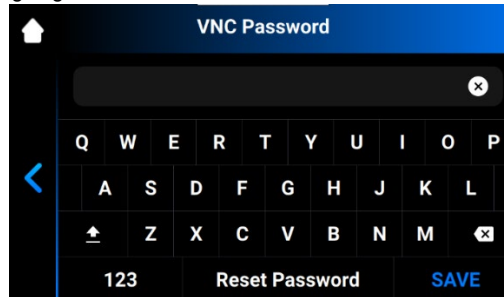 VNC Password
Q W E R T Y U I O P
A S D F G H J K L
Z X C V B N M
123 Reset Password SAVE